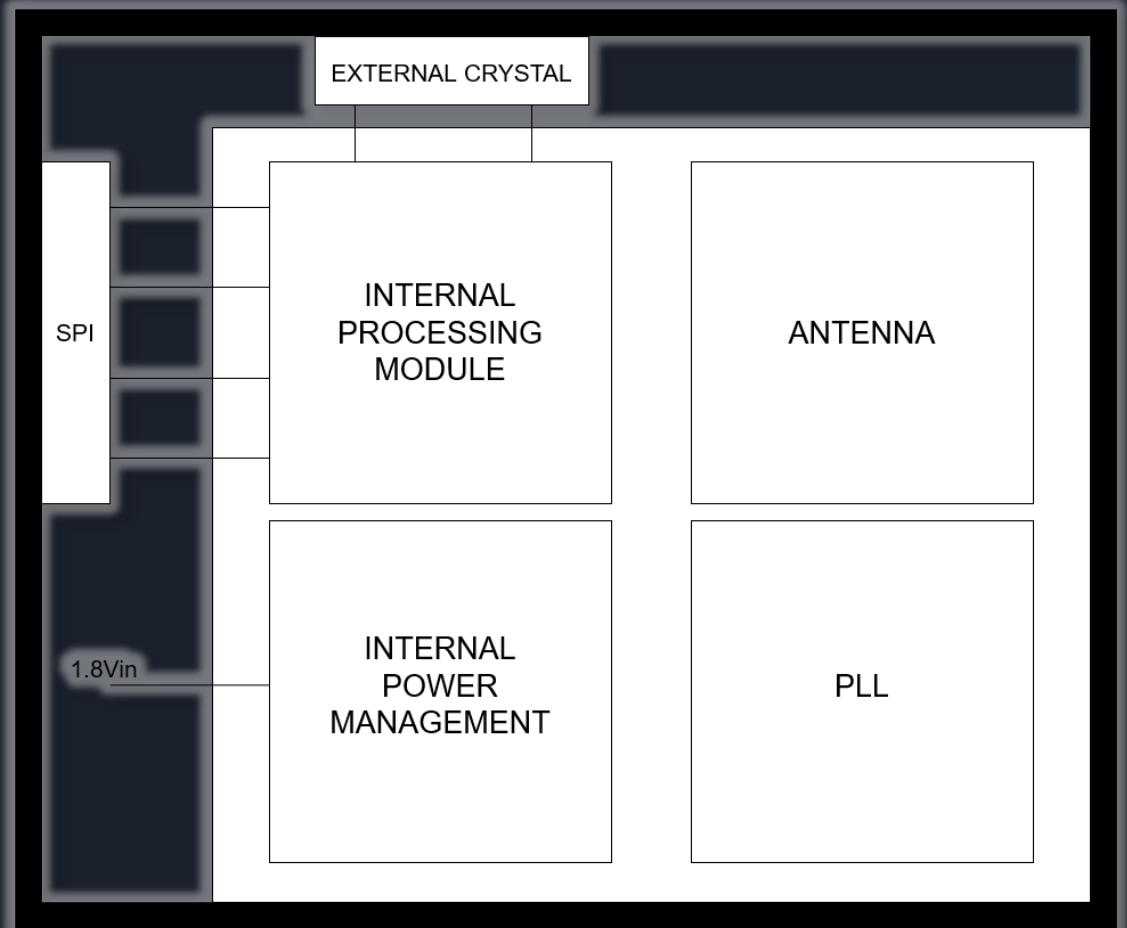 EXTERNAL CRYSTAL
SPI
INTERNAL
PROCESSING
MODULE
ANTENNA
1.8Vin
INTERNAL
POWER
MANAGEMENT
PLL